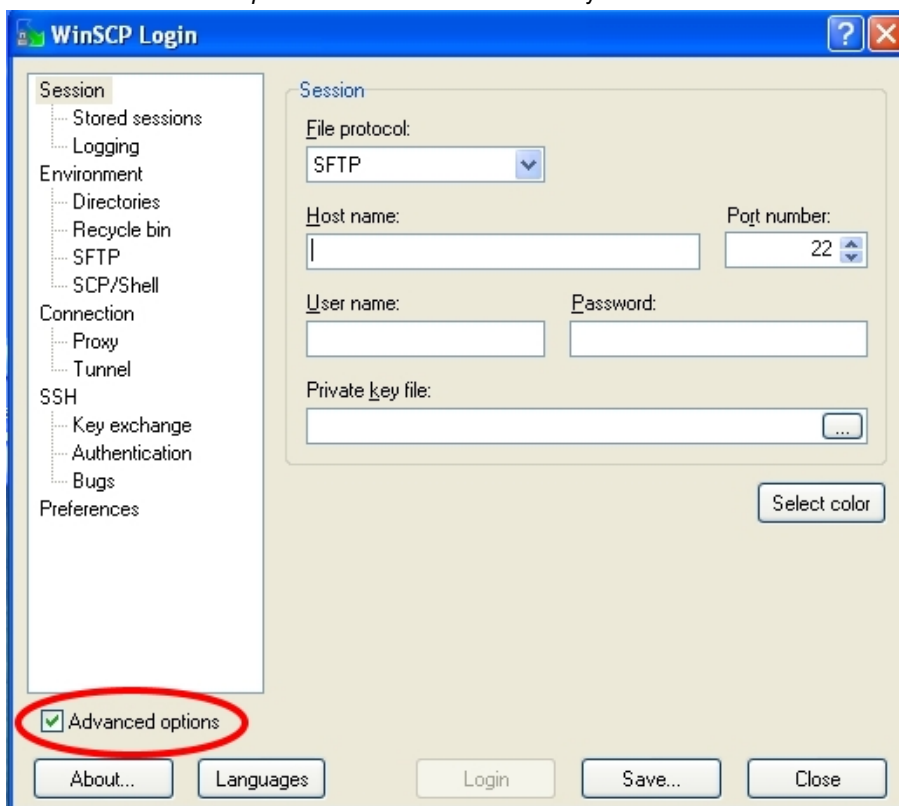 WinSCP Login
Session
Stored sessions
Logging
Environment
Directories
Recycle bin
SFTP
SCP/Shell
Connection
Proxy
Tunnel
SSH
Key exchange
Authentication
Bugs
Preferences
Advanced options
Session
File protocol:
SFTP
Host name:
Port number:
22
User name:
Password:
Private key file:
...
Select color
About...
Languages
Login
Save...
Close